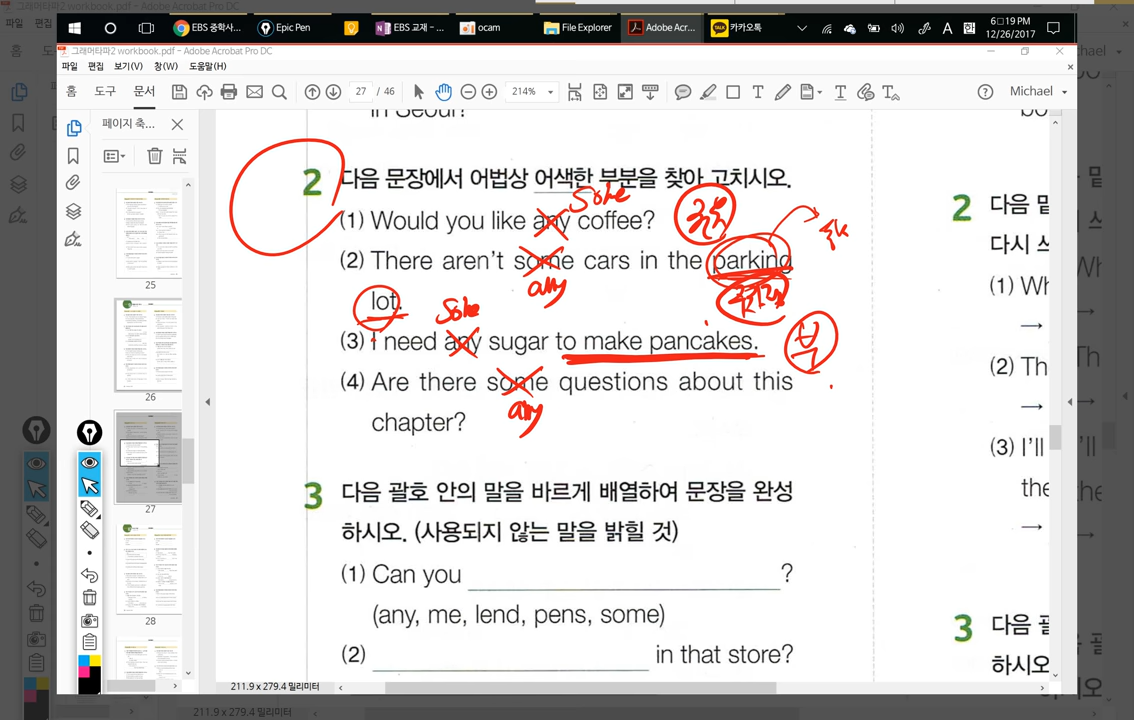 EBS 중학사...
Epic Pen
EBS 교재 – ...
ocam
File Explorer
Adobe Acr...
카카오톡
A
한
6:19 PM
12/26/2017
그래머타파2 workbook.pdf - Adobe Acrobat Pro DC
파일 편집 보기(V) 창(W) 도움말(H)
홈 도구 문서
27 / 46
214%
Michael
페이지 축...
25
26
27
28
in Seoul?
2 다음 문장에서 어법상 어색한 부분을 찾아 고치시오.
some
(1) Would you like any coffee?
(2) There aren't some cars in the parking
any
lot.
some
(3) I need any sugar to make pancakes.
부
(4) Are there some questions about this
any
chapter?
3 다음 괄호 안의 말을 바르게 배열하여 문장을 완성
하시오. (사용되지 않는 말을 밝힐 것)
(1) Can you ?
(any, me, lend, pens, some)
(2) in that store?
2 다음 밑
다시 쓰
(1) Wh
→
(2) Th
→
(3) I'll
the
→
3 다음 괄
하시오
211.9 x 279.4 밀리미터